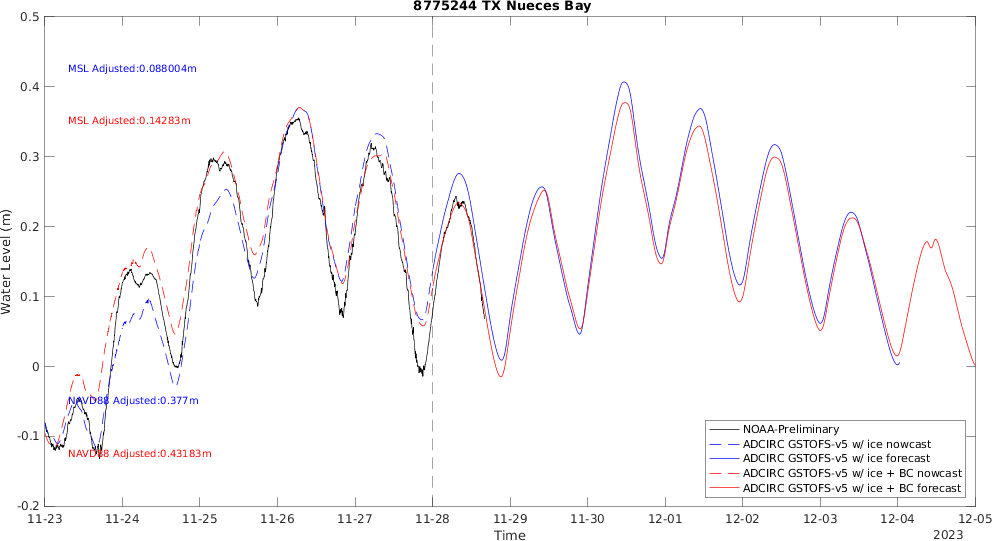 8775244 TX Nueces Bay
0.5
MSL Adjusted:0.088004m
0.4
MSL Adjusted:0.14283m
0.3
0.2
Water Level (m)
0.1
0
NAVD88 Adjusted:0.377m
-0.1
NAVD88 Adjusted:0.43183m
-0.2
NOAA-Preliminary
ADCIRC GSTOFS-v5 w/ ice nowcast
ADCIRC GSTOFS-v5 w/ ice forecast
ADCIRC GSTOFS-v5 w/ ice + BC nowcast
ADCIRC GSTOFS-v5 w/ ice + BC forecast
11-23 11-24 11-25 11-26 11-27 11-28 11-29 11-30 12-01 12-02 12-03 12-04 12-05
Time
2023